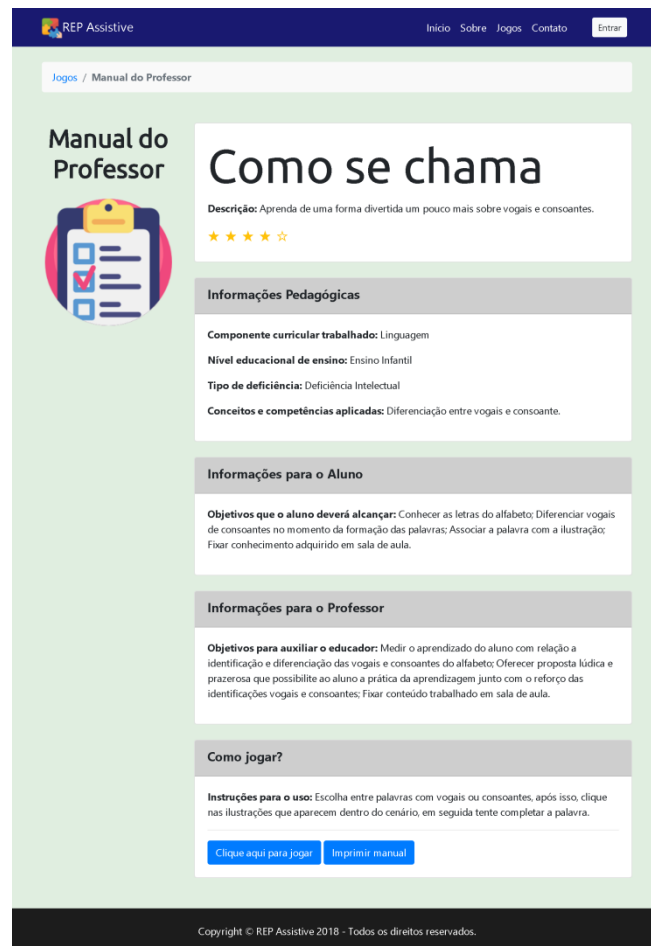 REP Assistive
Início Sobre Jogos Contato Entrar
Jogos / Manual do Professor
Manual do
Professor
Como se chama
Descrição: Aprenda de uma forma divertida um pouco mais sobre vogais e consoantes.
Informações Pedagógicas
Componente curricular trabalhado: Linguagem
Nível educacional de ensino: Ensino Infantil
Tipo de deficiência: Deficiência Intelectual
Conceitos e competências aplicadas: Diferenciação entre vogais e consoante.
Informações para o Aluno
Objetivos que o aluno deverá alcançar: Conhecer as letras do alfabeto; Diferenciar vogais
de consoantes no momento da formação das palavras; Associar a palavra com a ilustração;
Fixar conhecimento adquirido em sala de aula.
Informações para o Professor
Objetivos para auxiliar o educador: Medir o aprendizado do aluno com relação a
identificação e diferenciação das vogais e consoantes do alfabeto; Oferecer proposta lúdica e
prazerosa que possibilite ao aluno a prática da aprendizagem junto com o reforço das
identificações vogais e consoantes; Fixar conteúdo trabalhado em sala de aula.
Como jogar?
Instruções para o uso: Escolha entre palavras com vogais ou consoantes, após isso, clique
nas ilustrações que aparecem dentro do cenário, em seguida tente completar a palavra.
Clique aqui para jogar Imprimir manual
Copyright © REP Assistive 2018 - Todos os direitos reservados.